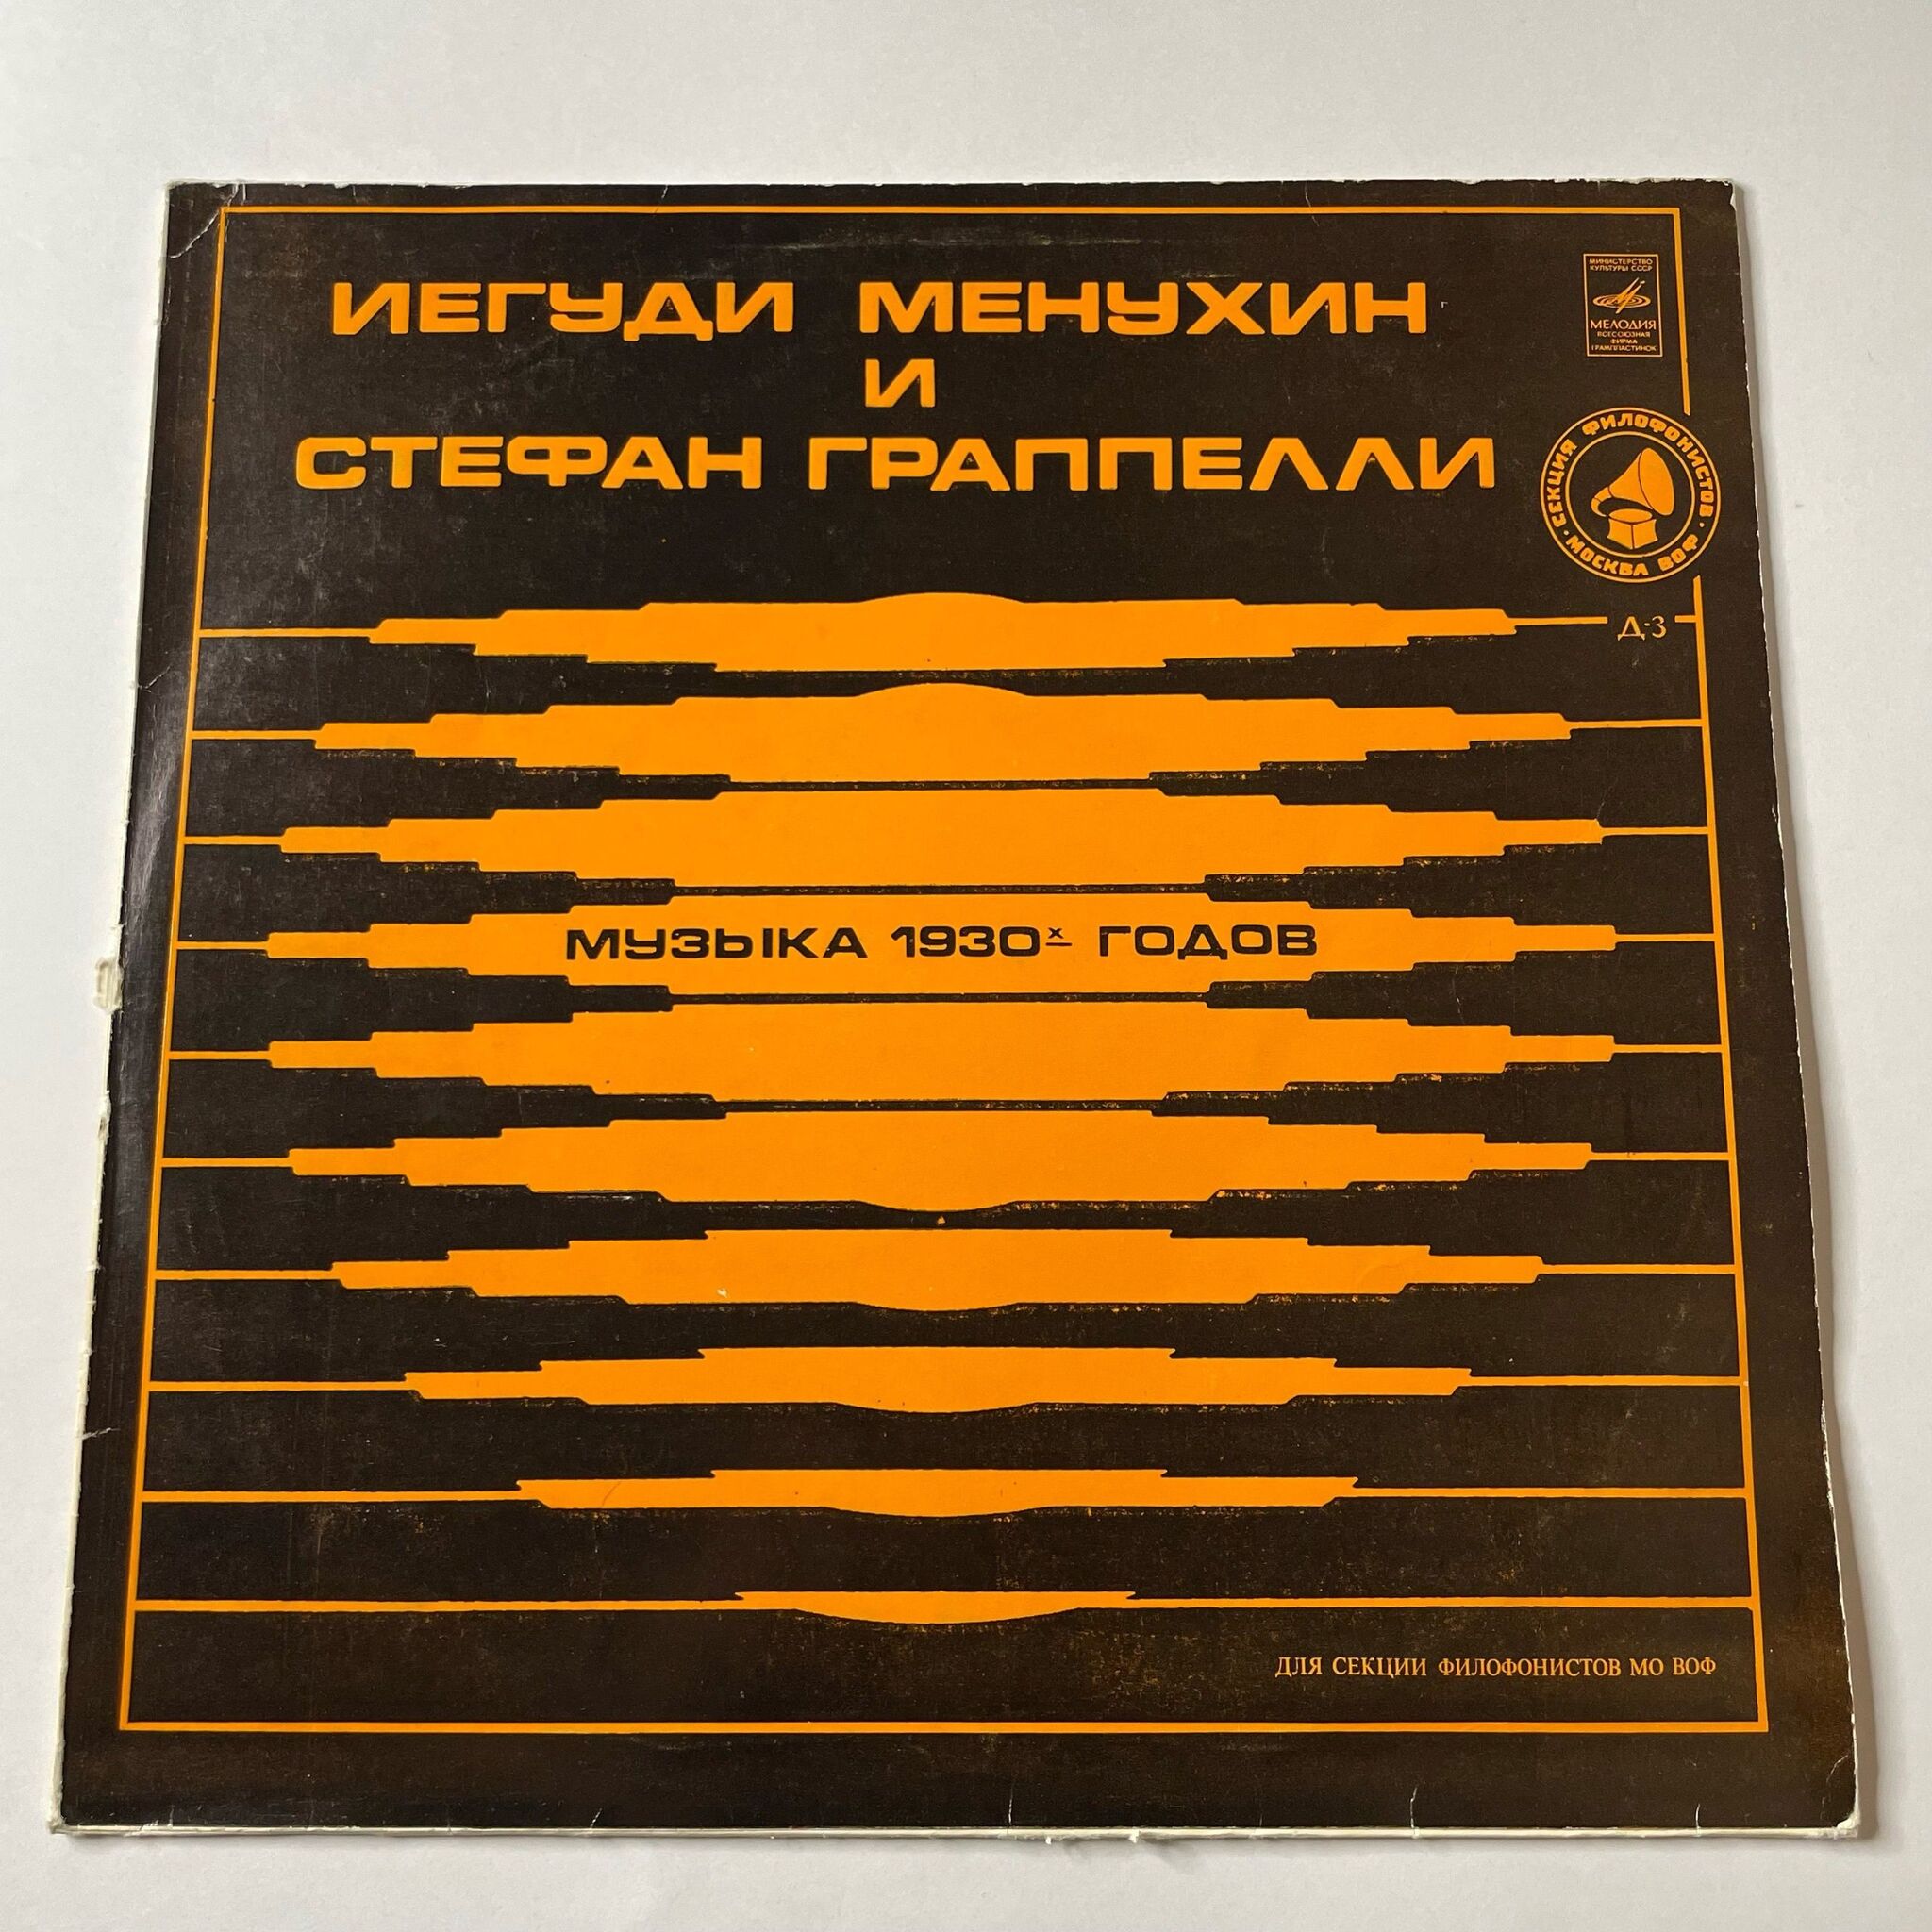 ИЕГУДИ МЕНУХИН
И
СТЕФАН ГРАППЕЛЛИ
МИНИСТЕРСТВО
КУЛЬТУРЫ СССР
МЕЛОДИЯ
ВСЕСОЮЗНАЯ
ФИРМА
ГРАМПЛАСТИНОК
СЕКЦИЯ ФИЛОФОНИСТОВ
· МОСКВА ВОФ ·
Д-3
МУЗЫКА 1930х ГОДОВ
ДЛЯ СЕКЦИИ ФИЛОФОНИСТОВ МО ВОФ